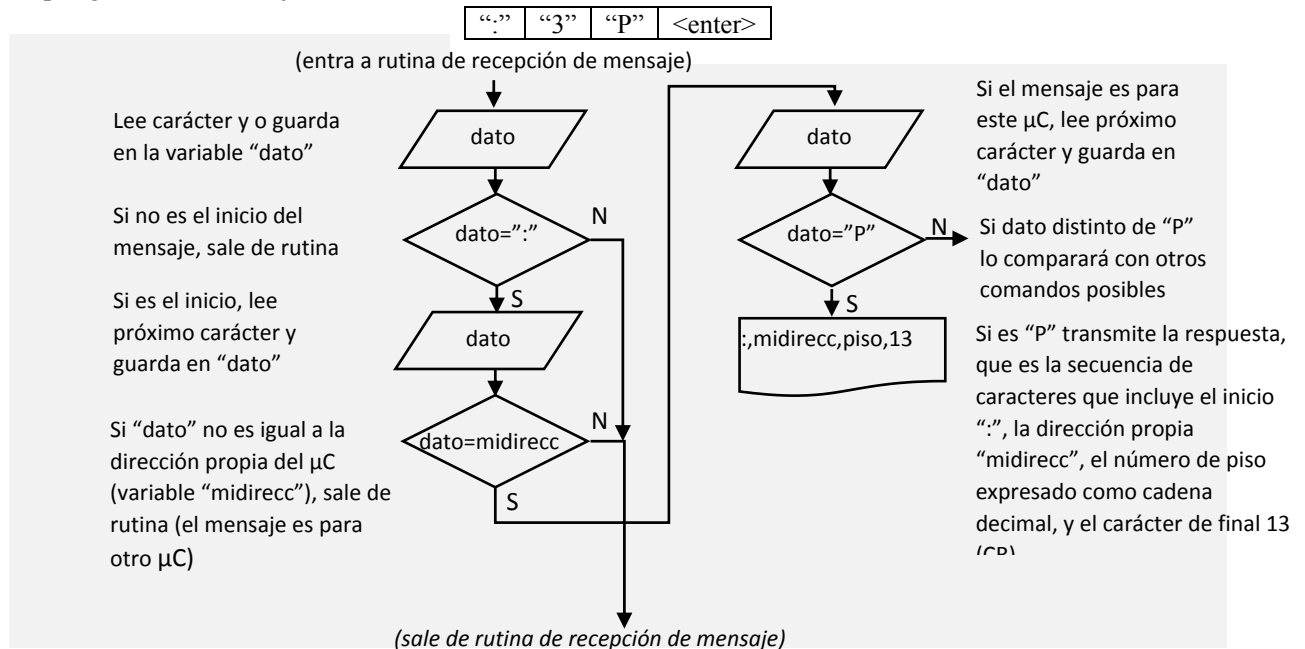 “:” “3” “P” <enter>
(entra a rutina de recepción de mensaje)
Lee carácter y o guarda
en la variable “dato”
dato
Si no es el inicio del
mensaje, sale de rutina
dato=”:”
N
S
Si es el inicio, lee
próximo carácter y
guarda en “dato”
dato
Si “dato” no es igual a la
dirección propia del µC
(variable “midirecc”), sale de
rutina (el mensaje es para
otro µC)
dato=midirecc
N
S
dato
Si el mensaje es para
este µC, lee próximo
carácter y guarda en
“dato”
dato=”P”
N
S
Si dato distinto de “P”
lo comparará con otros
comandos posibles
:,midirecc,piso,13
Si es “P” transmite la respuesta,
que es la secuencia de
caracteres que incluye el inicio
“:”, la dirección propia
“midirecc”, el número de piso
expresado como cadena
decimal, y el carácter de final 13
(CR)
(sale de rutina de recepción de mensaje)